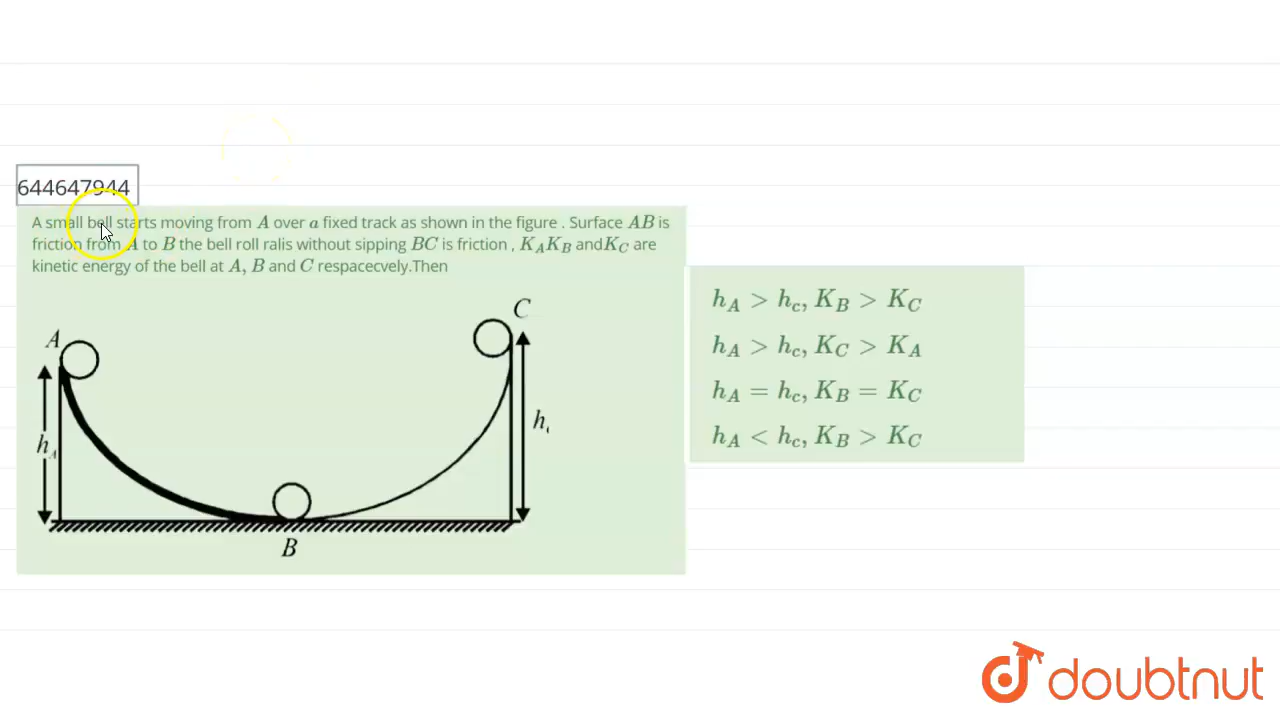 644647944
A small bell starts moving from A over a fixed track as shown in the figure . Surface AB is
friction from A to B the bell roll ralis without sipping BC is friction , K_A K_B and K_C are
kinetic energy of the bell at A, B and C respacecvely.Then
h_A > h_c, K_B > K_C
h_A > h_c, K_C > K_A
h_A = h_c, K_B = K_C
h_A < h_c, K_B > K_C
C
A
h
h_A
B
doubtnut